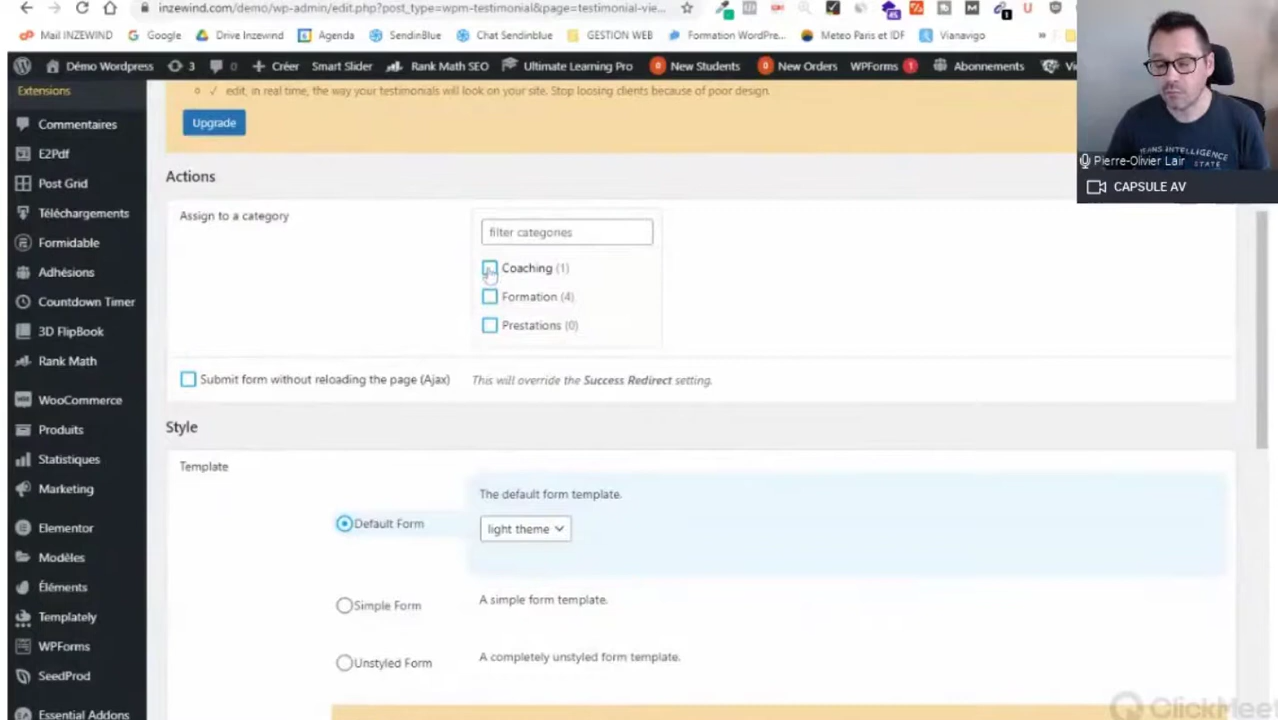 inzewind.com/demo/wp-admin/edit.php?post_type=wpm-testimonial&page=testimonial-vie...
Mail INZEWIND Google Drive Inzewind Agenda SendinBlue Chat Sendinblue GESTION WEB Formation WordPre... Meteo Paris et IDF Vianavigo »
Démo Wordpress 3 0 Créer Smart Slider Rank Math SEO Ultimate Learning Pro 0 New Students 0 New Orders WPForms 1 Abonnements
Extensions
Commentaires
E2Pdf
Post Grid
Téléchargements
Formidable
Adhésions
Countdown Timer
3D FlipBook
Rank Math
WooCommerce
Produits
Statistiques
Marketing
Elementor
Modèles
Éléments
Templately
WPForms
SeedProd
Essential Addons
edit, in real time, the way your testimonials will look on your site. Stop loosing clients because of poor design.
Upgrade
Actions
Assign to a category
filter categories
Coaching (1)
Formation (4)
Prestations (0)
Submit form without reloading the page (Ajax)
This will override the Success Redirect setting.
Style
Template
The default form template.
Default Form
light theme
Simple Form
A simple form template.
Unstyled Form
A completely unstyled form template.
INTELLIGENCE
STATE
Pierre-Olivier Lair
CAPSULE AV
ClickMeet